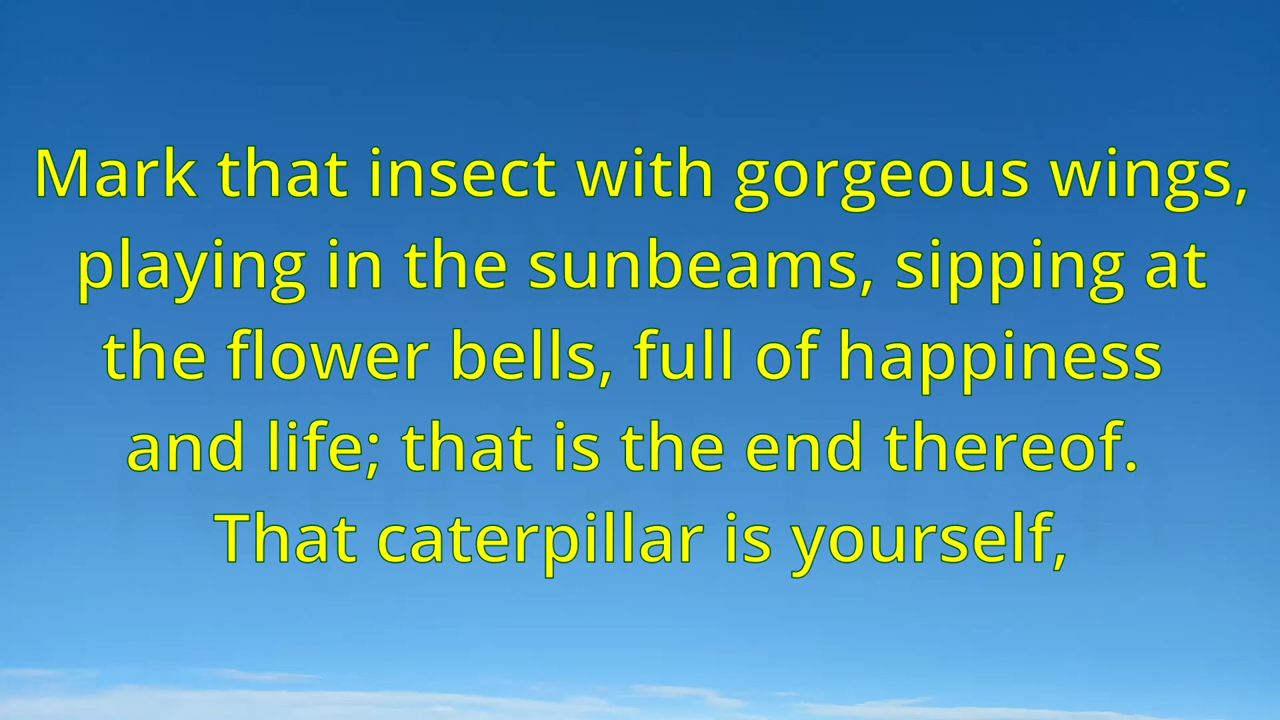 Mark that insect with gorgeous wings,
playing in the sunbeams, sipping at
the flower bells, full of happiness
and life; that is the end thereof.
That caterpillar is yourself,